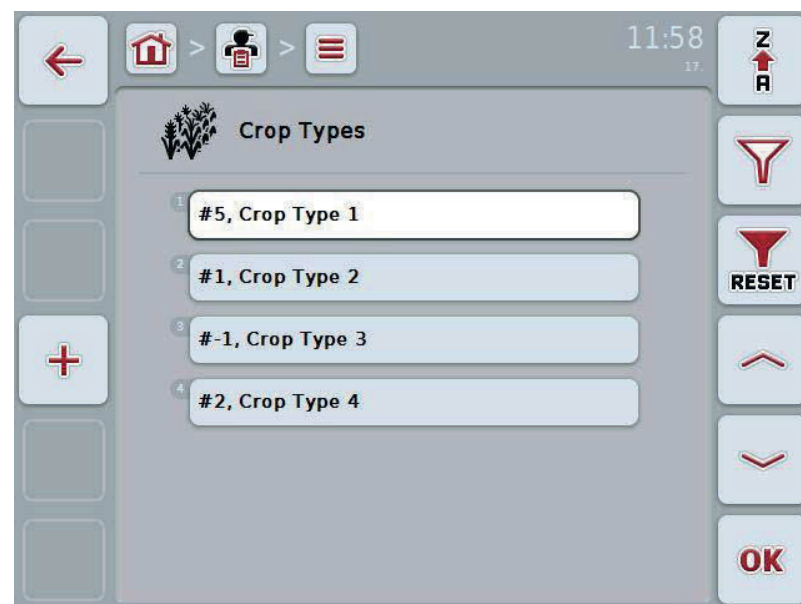 > > 11:58
17.
Z
A
Crop Types
1
#5, Crop Type 1
2
#1, Crop Type 2
RESET
3
#-1, Crop Type 3
4
#2, Crop Type 4
OK